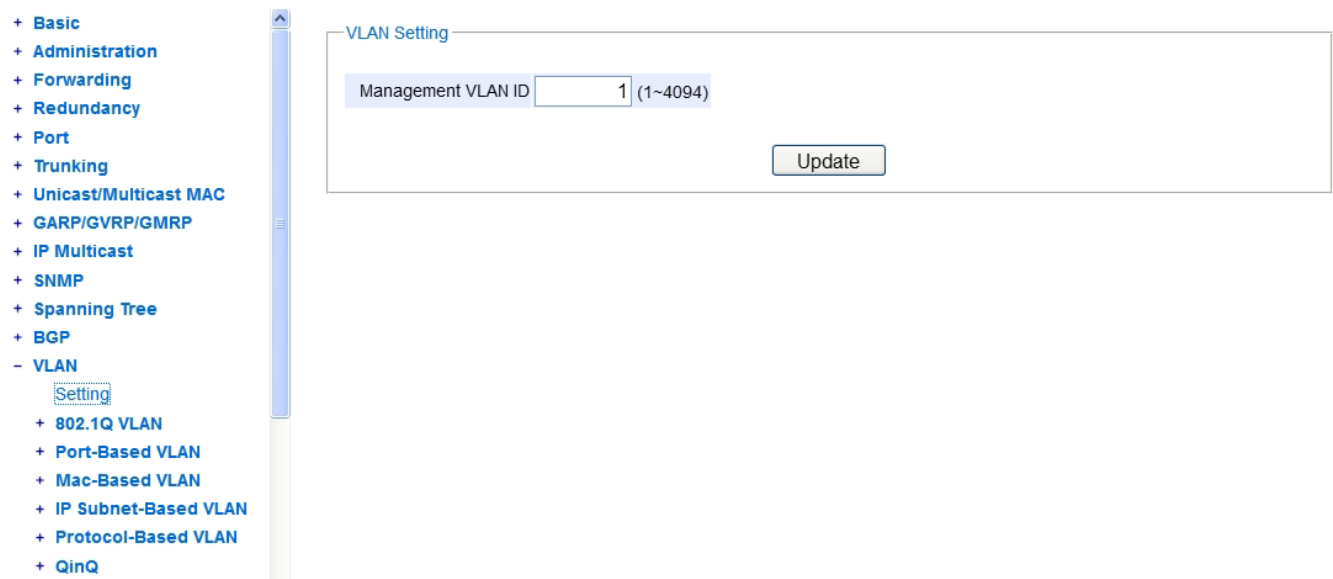 + Basic
+ Administration
+ Forwarding
+ Redundancy
+ Port
+ Trunking
+ Unicast/Multicast MAC
+ GARP/GVRP/GMRP
+ IP Multicast
+ SNMP
+ Spanning Tree
+ BGP
− VLAN
Setting
+ 802.1Q VLAN
+ Port-Based VLAN
+ Mac-Based VLAN
+ IP Subnet-Based VLAN
+ Protocol-Based VLAN
+ QinQ
VLAN Setting
Management VLAN ID 1 (1~4094)
Update